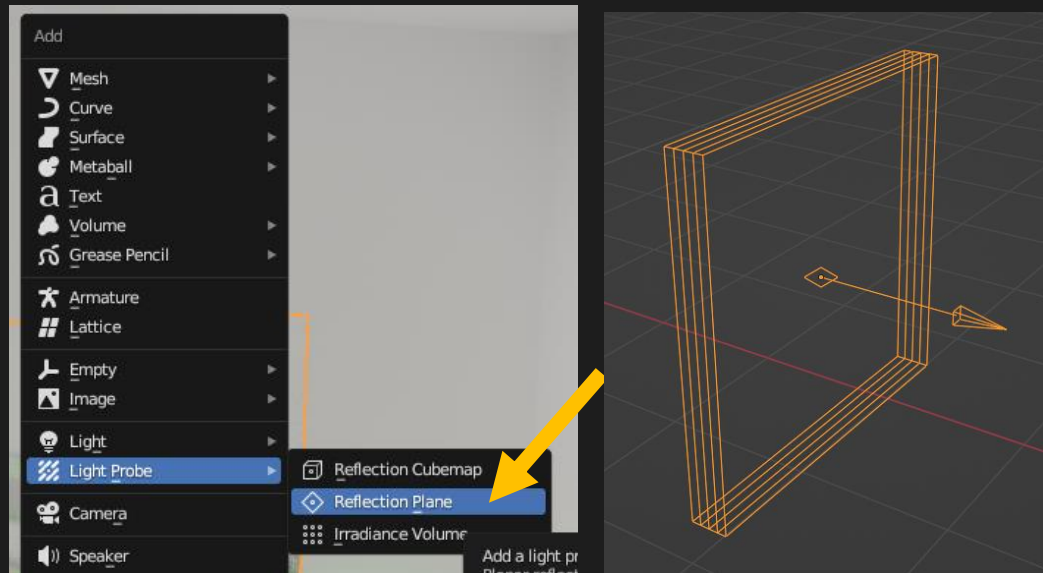 Add
Mesh
Curve
Surface
Metaball
Text
Volume
Grease Pencil
Armature
Lattice
Empty
Image
Light
Light Probe
Reflection Cubemap
Reflection Plane
Camera
Irradiance Volume
Speaker
Add a light